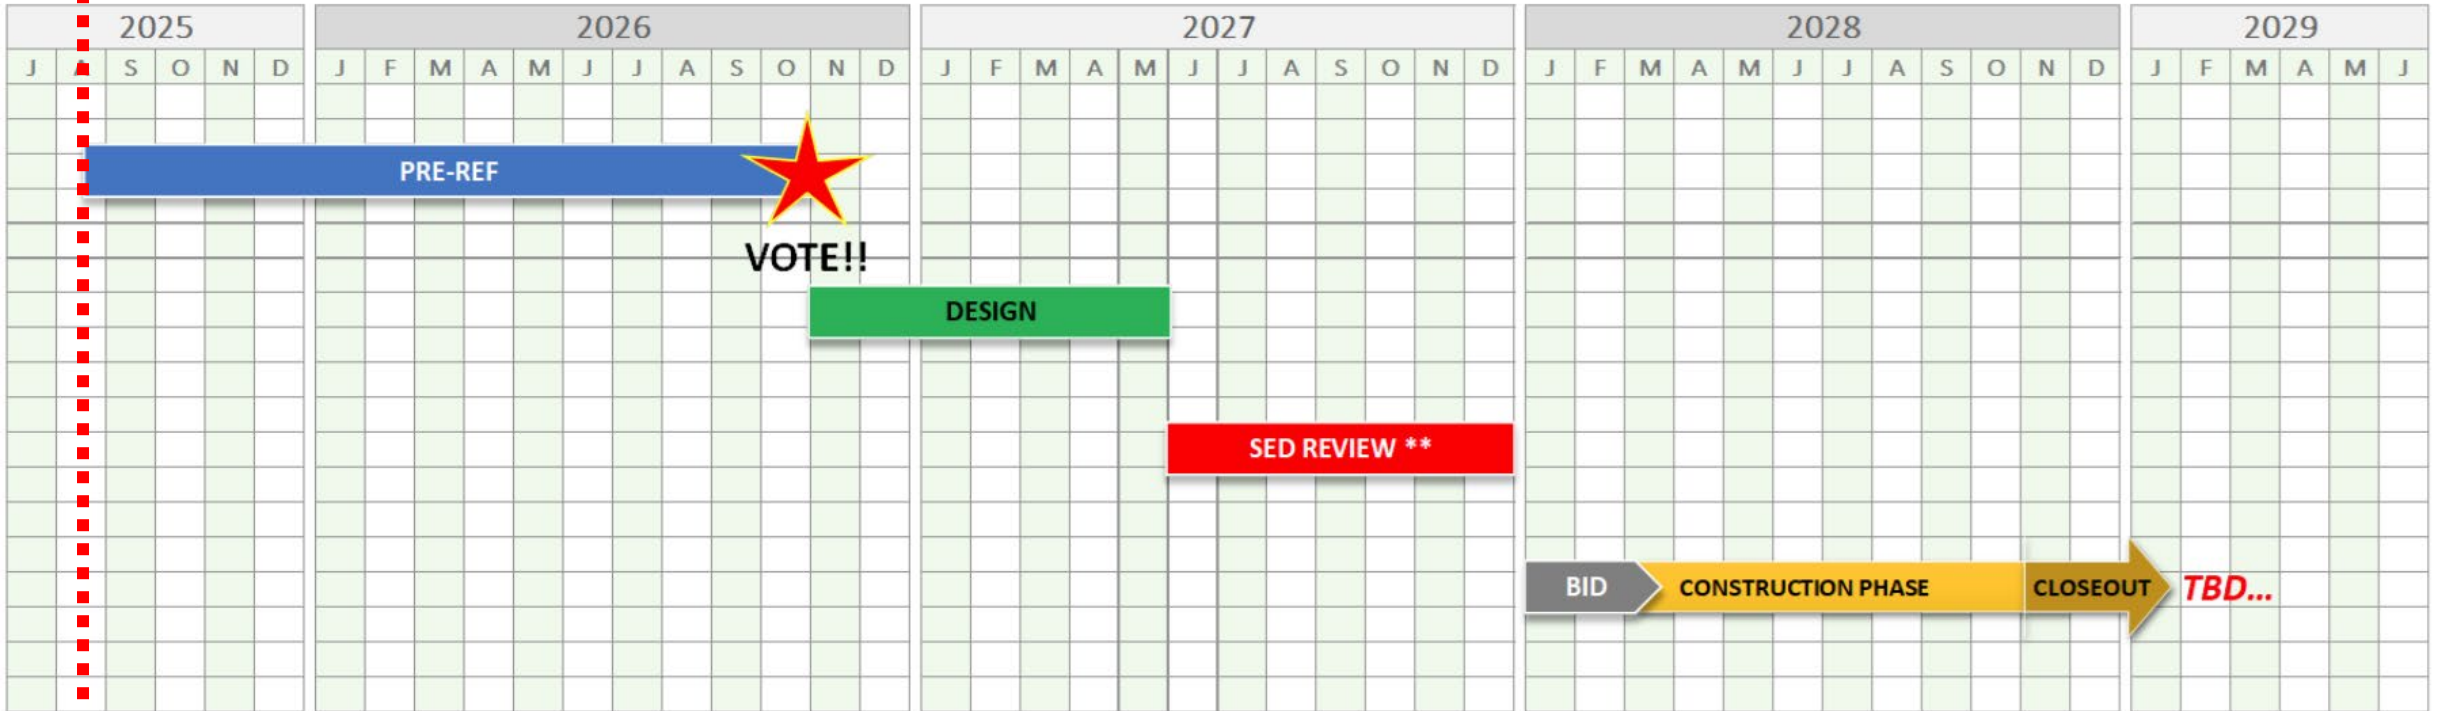 2025 2026 2027 2028 2029
J A S O N D J F M A M J J A S O N D J F M A M J J A S O N D J F M A M J J A S O N D J F M A M J
PRE-REF
VOTE!!
DESIGN
SED REVIEW **
BID CONSTRUCTION PHASE CLOSEOUT TBD...